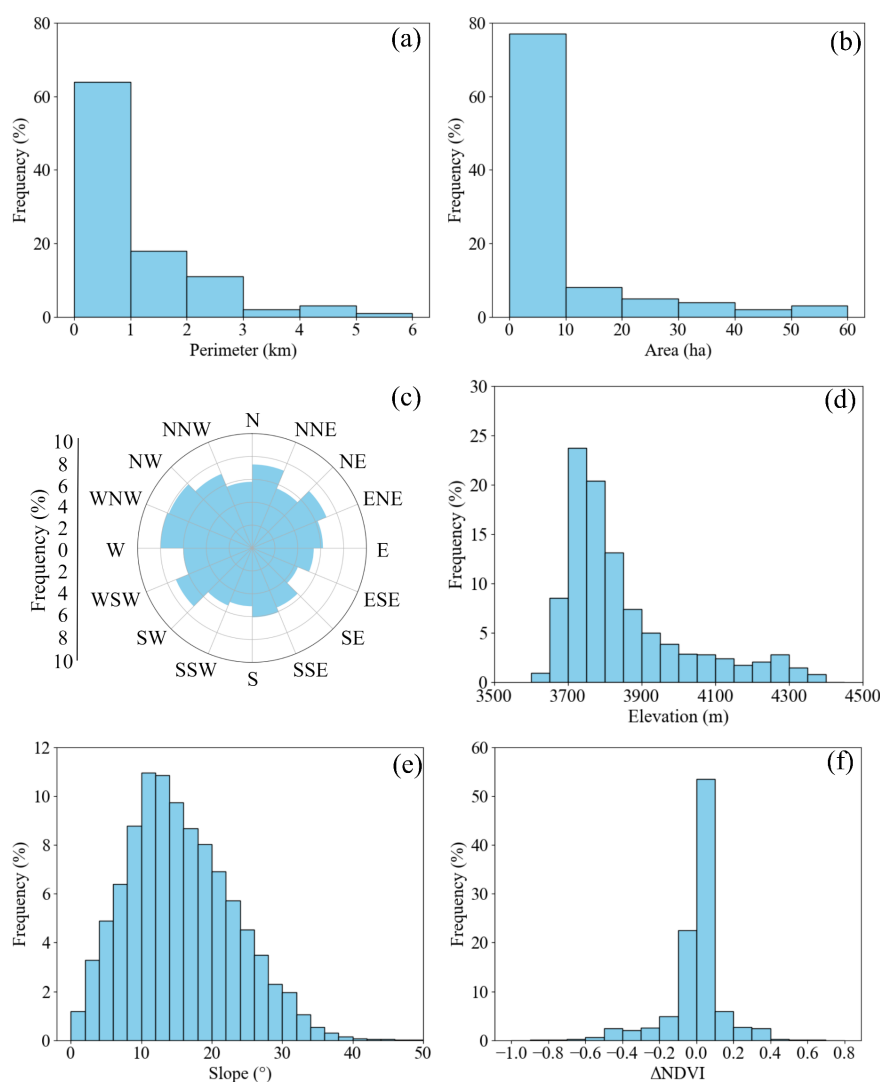 (a)
80
60
40
20
0
Frequency (%)
0 1 2 3 4 5 6
Perimeter (km)
(b)
80
60
40
20
0
Frequency (%)
0 10 20 30 40 50 60
Area (ha)
(c)
10
8
6
4
2
0
2
4
6
8
10
Frequency (%)
N
NNE
NE
ENE
E
ESE
SE
SSE
S
SSW
SW
WSW
W
WNW
NW
NNW
(d)
30
25
20
15
10
5
0
Frequency (%)
3500 3700 3900 4100 4300 4500
Elevation (m)
(e)
12
10
8
6
4
2
0
Frequency (%)
0 10 20 30 40 50
Slope (°)
(f)
60
50
40
30
20
10
0
Frequency (%)
−1.0 −0.8 −0.6 −0.4 −0.2 0.0 0.2 0.4 0.6 0.8
ΔNDVI